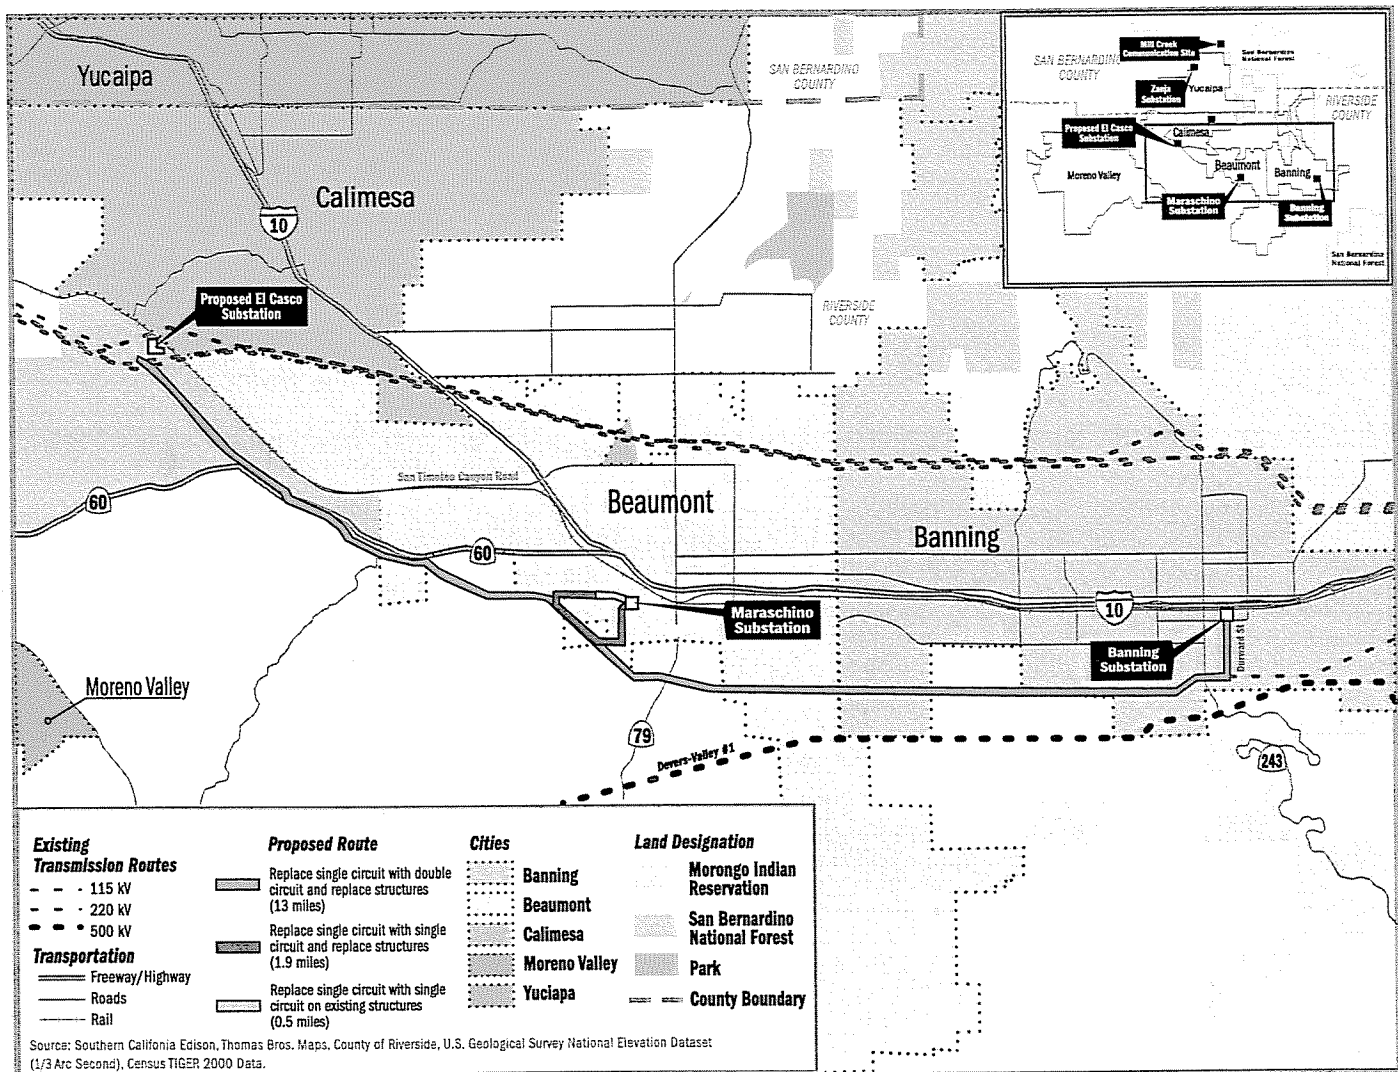 Yucaipa
SAN BERNARDINO
COUNTY
Calimesa
10
Proposed El Casco
Substation
RIVERSIDE
COUNTY
San Timoteo Canyon Road
60
Beaumont
Banning
60
Maraschino
Substation
10
Banning
Substation
Durward St
Moreno Valley
79
Devers-Valley #1
243
Mill Creek
Communication Site
San Bernardino
National Forest
SAN BERNARDINO
COUNTY
Zanja
Substation
Yucaipa
RIVERSIDE
COUNTY
Proposed El Casco
Substation
Calimesa
Moreno Valley
Beaumont
Banning
Maraschino
Substation
Banning
Substation
San Bernardino
National Forest
Existing
Transmission Routes
115 kV
220 kV
500 kV
Transportation
Freeway/Highway
Roads
Rail
Proposed Route
Replace single circuit with double
circuit and replace structures
(13 miles)
Replace single circuit with single
circuit and replace structures
(1.9 miles)
Replace single circuit with single
circuit on existing structures
(0.5 miles)
Cities
Banning
Beaumont
Calimesa
Moreno Valley
Yuciapa
Land Designation
Morongo Indian
Reservation
San Bernardino
National Forest
Park
County Boundary
Source: Southern Califonia Edison, Thomas Bros. Maps, County of Riverside, U.S. Geological Survey National Elevation Dataset
(1/3 Arc Second), Census TIGER 2000 Data.